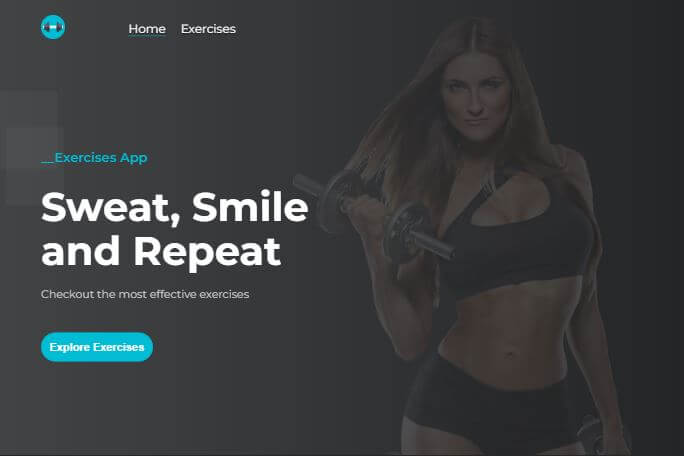 Home Exercises
__Exercises App
Sweat, Smile
and Repeat
Checkout the most effective exercises
Explore Exercises